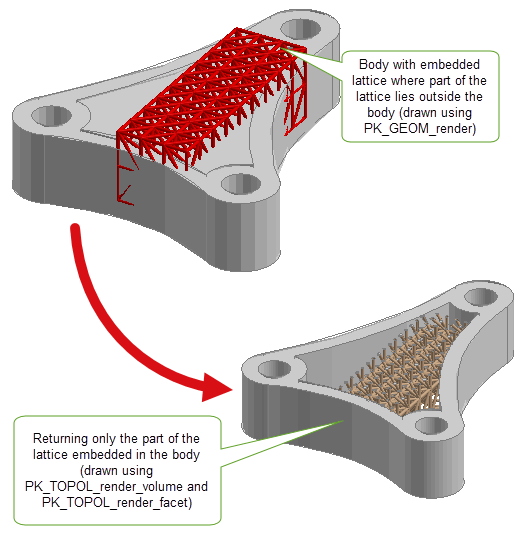 Body with embedded
lattice where part of the
lattice lies outside the
body (drawn using
PK_GEOM_render)
Returning only the part of the
lattice embedded in the body
(drawn using
PK_TOPOL_render_volume and
PK_TOPOL_render_facet)